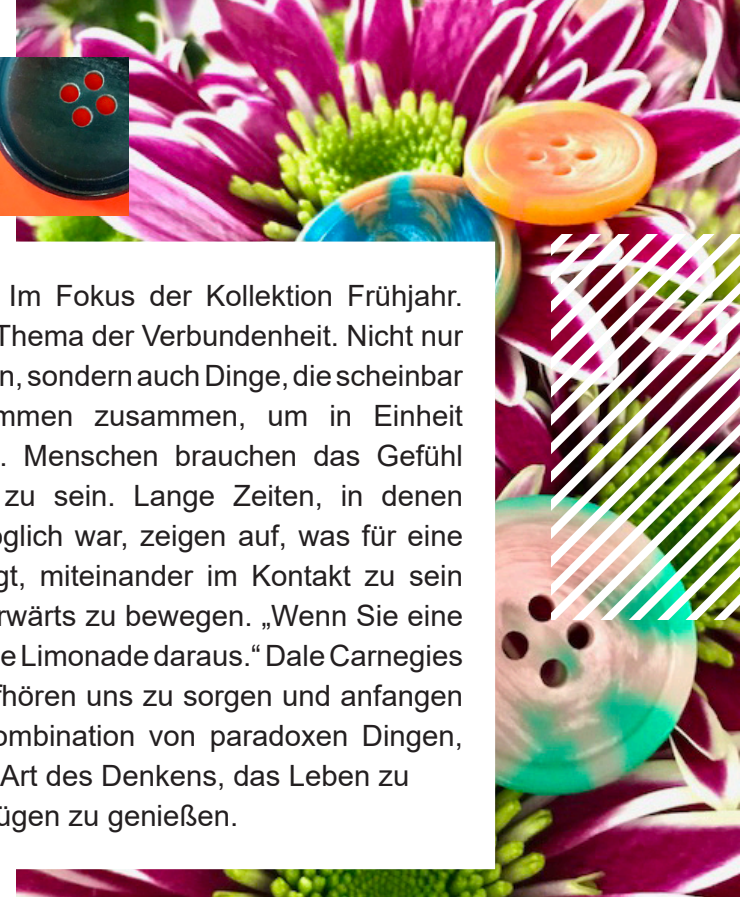 Im Fokus der Kollektion Frühjahr.
Thema der Verbundenheit. Nicht nur
n, sondern auch Dinge, die scheinbar
mmen zusammen, um in Einheit
. Menschen brauchen das Gefühl
zu sein. Lange Zeiten, in denen
öglich war, zeigen auf, was für eine
gt, miteinander im Kontakt zu sein
rwärts zu bewegen. „Wenn Sie eine
e Limonade daraus.“ Dale Carnegies
fhören uns zu sorgen und anfangen
ombination von paradoxen Dingen,
Art des Denkens, das Leben zu
ügen zu genießen.